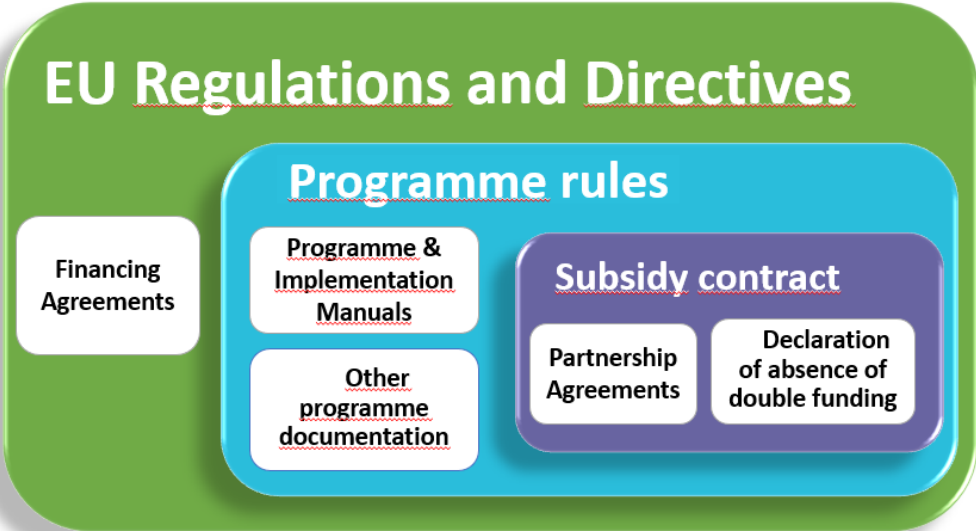 EU Regulations and Directives
Programme rules
Financing
Agreements
Programme &
Implementation
Manuals
Other
programme
documentation
Subsidy contract
Partnership
Agreements
Declaration
of absence of
double funding